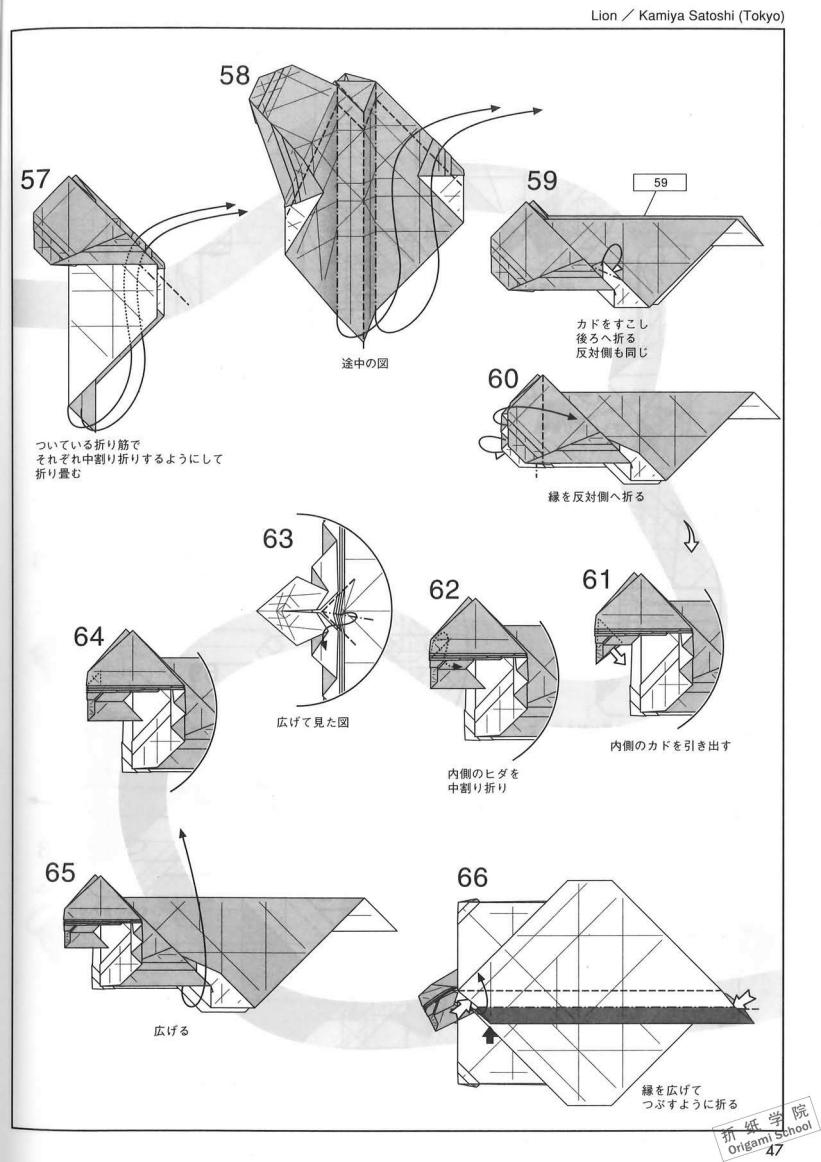 Lion ／ Kamiya Satoshi (Tokyo)
57
ついている折り筋で
それぞれ中割り折りするようにして
折り畳む
58
途中の図
59
59
カドをすこし
後ろへ折る
反対側も同じ
60
縁を反対側へ折る
61
内側のカドを引き出す
62
内側のヒダを
中割り折り
63
広げて見た図
64
65
広げる
66
縁を広げて
つぶすように折る
折紙学院
Origami School
47